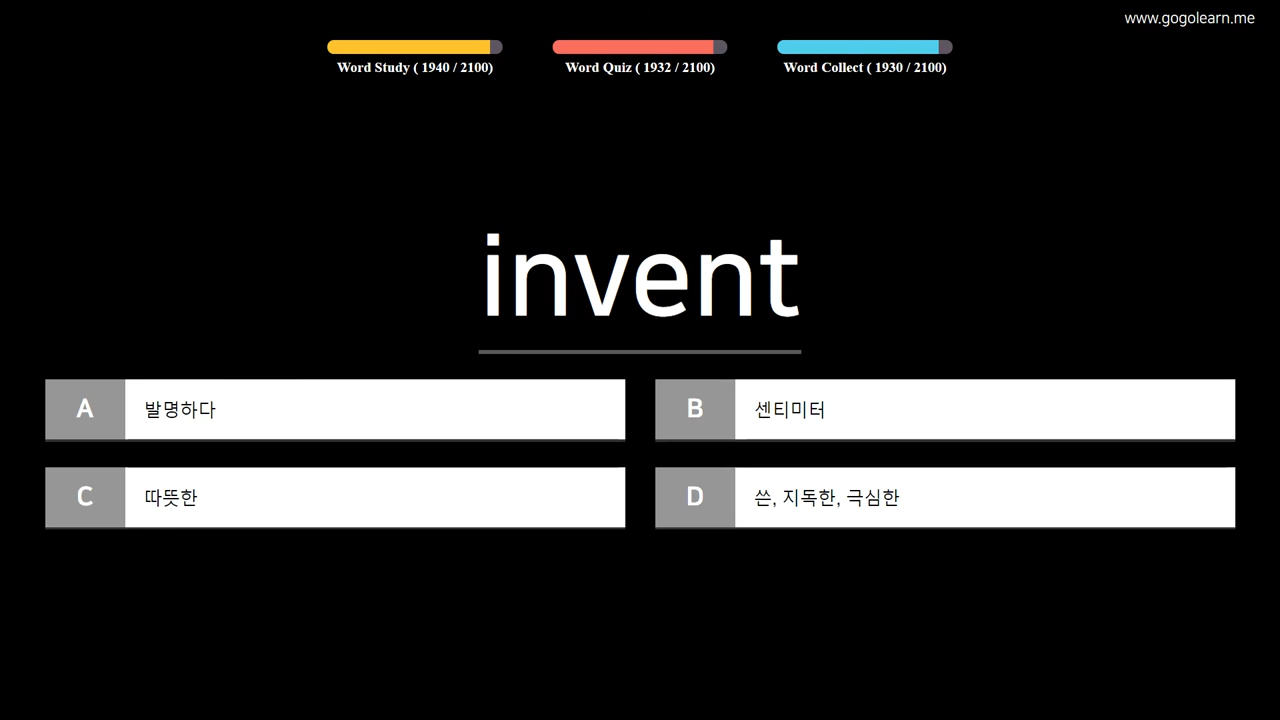 www.gogolearn.me
Word Study ( 1940 / 2100)
Word Quiz ( 1932 / 2100)
Word Collect ( 1930 / 2100)
invent
A 발명하다
B 센티미터
C 따뜻한
D 쓴, 지독한, 극심한